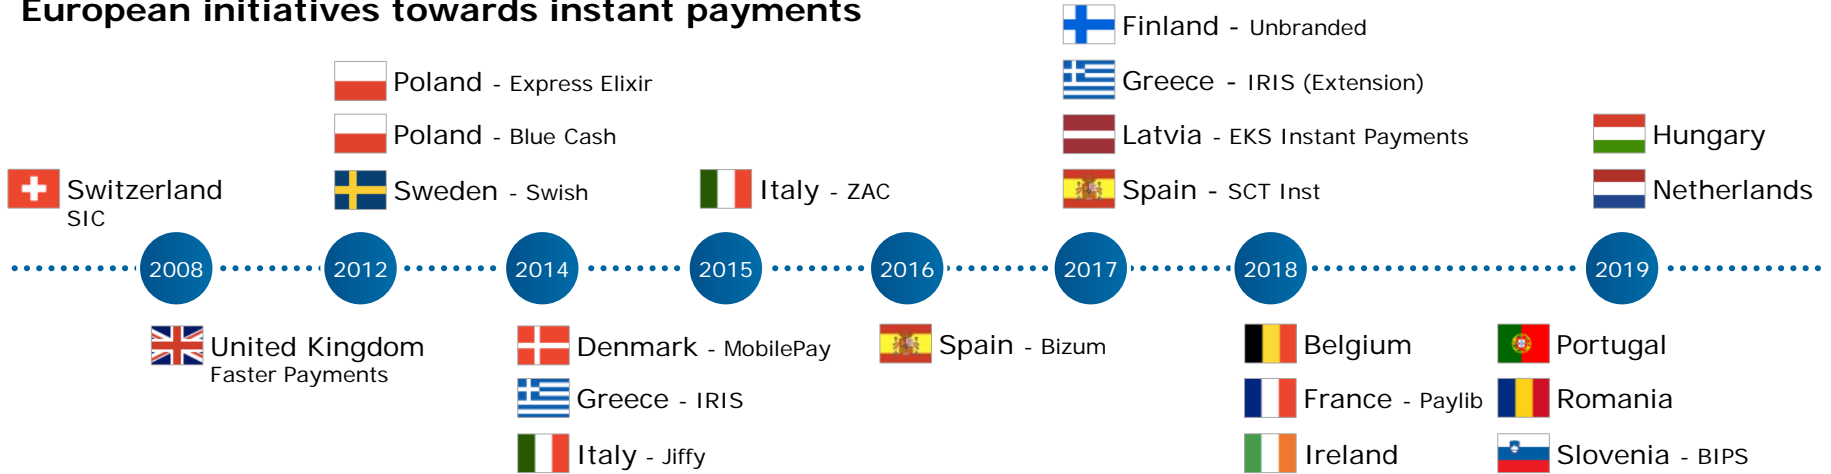 European initiatives towards instant payments
Finland - Unbranded
Poland - Express Elixir
Greece - IRIS (Extension)
Poland - Blue Cash
Latvia - EKS Instant Payments
Hungary
Switzerland
SIC
Sweden - Swish
Italy - ZAC
Spain - SCT Inst
Netherlands
2008
2012
2014
2015
2016
2017
2018
2019
United Kingdom
Faster Payments
Denmark - MobilePay
Spain - Bizum
Belgium
Portugal
Greece - IRIS
France - Paylib
Romania
Italy - Jiffy
Ireland
Slovenia - BIPS